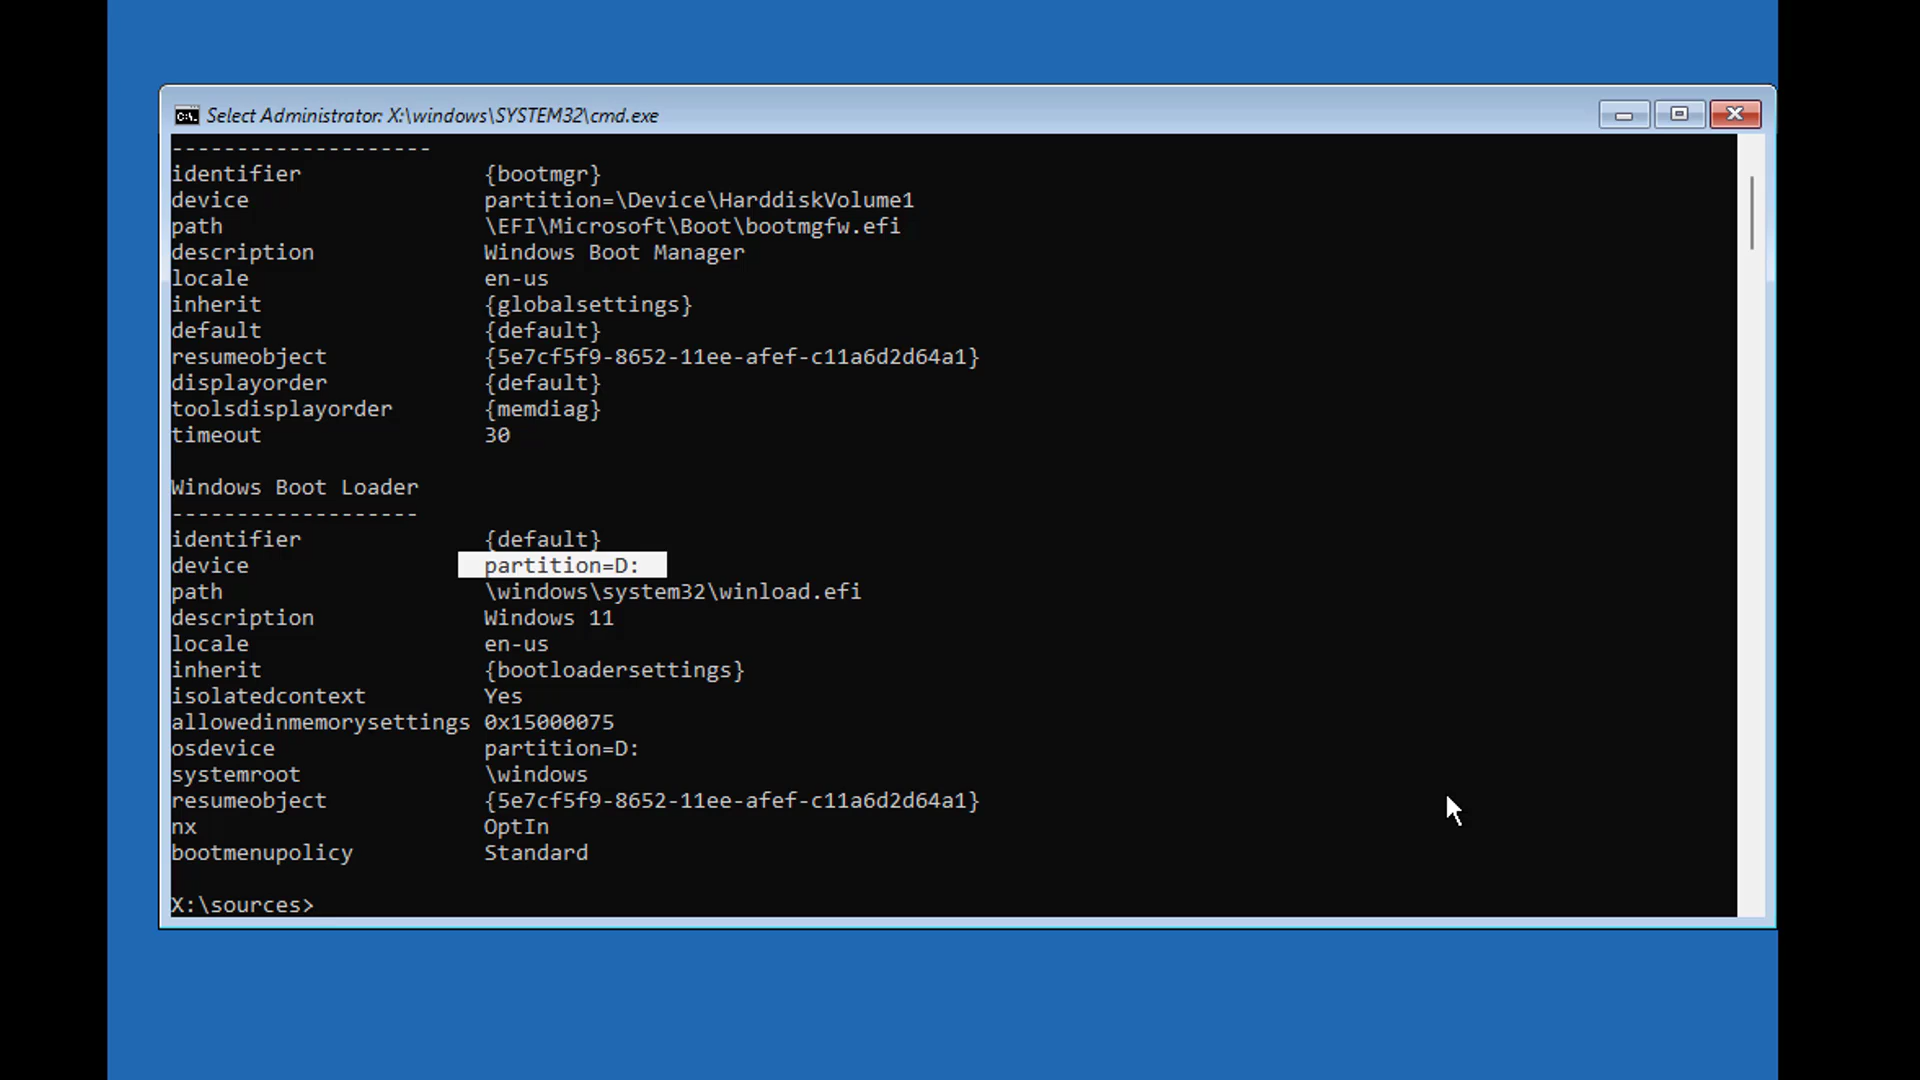 Select Administrator: X:\windows\SYSTEM32\cmd.exe
--------------------
identifier {bootmgr}
device partition=\Device\HarddiskVolume1
path \EFI\Microsoft\Boot\bootmgfw.efi
description Windows Boot Manager
locale en-us
inherit {globalsettings}
default {default}
resumeobject {5e7cf5f9-8652-11ee-afef-c11a6d2d64a1}
displayorder {default}
toolsdisplayorder {memdiag}
timeout 30
Windows Boot Loader
-------------------
identifier {default}
device partition=D:
path \windows\system32\winload.efi
description Windows 11
locale en-us
inherit {bootloadersettings}
isolatedcontext Yes
allowedinmemorysettings 0x15000075
osdevice partition=D:
systemroot \windows
resumeobject {5e7cf5f9-8652-11ee-afef-c11a6d2d64a1}
nx OptIn
bootmenupolicy Standard
X:\sources>